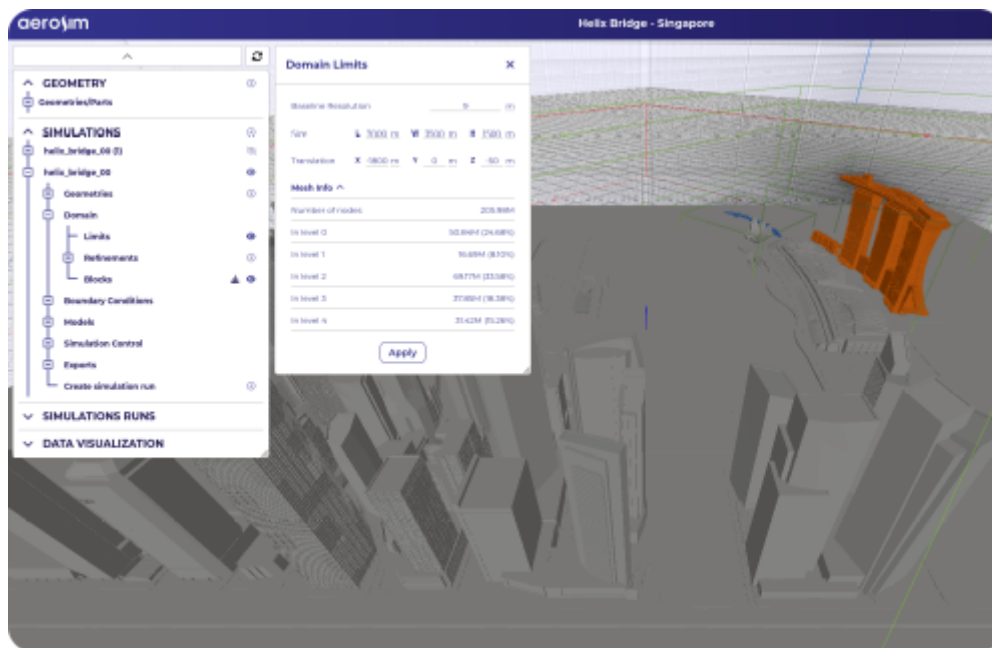 aerosim
Helix Bridge - Singapore
GEOMETRY
Geometries/Parts
SIMULATIONS
helix_bridge_00 (1)
helix_bridge_00
Geometries
Domain
Limits
Refinements
Blocks
Boundary Conditions
Models
Simulation Control
Exports
Create simulation run
SIMULATIONS RUNS
DATA VISUALIZATION
Domain Limits
Baseline Resolution m
Size L m W m H m
Translation X m Y 0 m Z m
Mesh Info
Number of nodes
In level 0
In level 1
In level 2
In level 3
In level 4
Apply